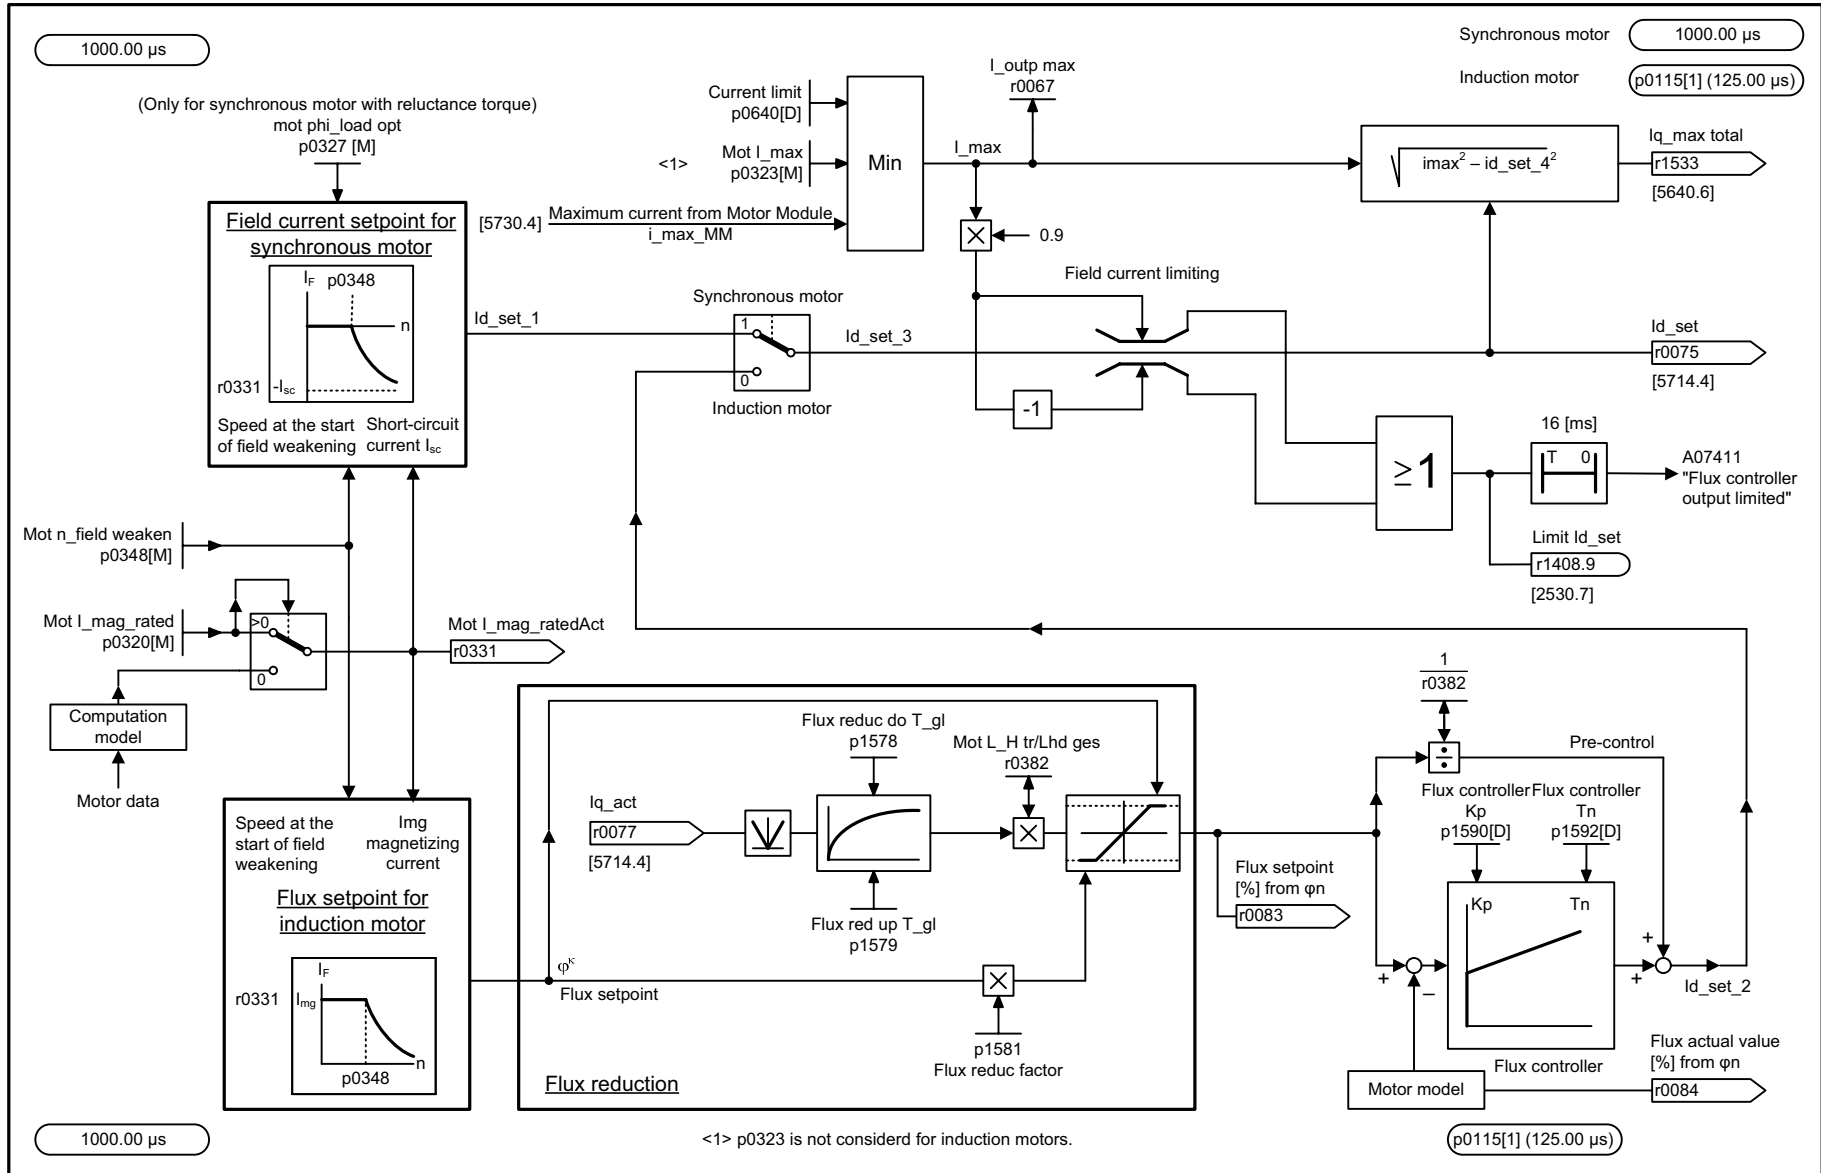 1000.00 µs
Synchronous motor
1000.00 µs
Induction motor
p0115[1] (125.00 µs)
(Only for synchronous motor with reluctance torque)
mot phi_load opt
p0327 [M]
Current limit
p0640[D]
<1>
Mot I_max
p0323[M]
[5730.4]
Maximum current from Motor Module
i_max_MM
Min
I_outp max
r0067
I_max
0.9
√ imax² – id_set_4²
Iq_max total
r1533
[5640.6]
Field current setpoint for
synchronous motor
I_F
p0348
n
r0331
-I_sc
Speed at the start
of field weakening
Short-circuit
current I_sc
Id_set_1
Synchronous motor
1
0
Induction motor
Id_set_3
Field current limiting
-1
Id_set
r0075
[5714.4]
≥1
16 [ms]
T 0
A07411
"Flux controller
output limited"
Limit Id_set
r1408.9
[2530.7]
Mot n_field weaken
p0348[M]
Mot I_mag_rated
p0320[M]
>0
0
Mot I_mag_ratedAct
r0331
Computation
model
Motor data
Speed at the
start of field
weakening
Img
magnetizing
current
Flux setpoint for
induction motor
I_F
r0331
I_mg
n
p0348
Flux reduc do T_gl
p1578
Mot L_H tr/Lhd ges
r0382
Iq_act
r0077
[5714.4]
Flux red up T_gl
p1579
φᵏ
Flux setpoint
p1581
Flux reduc factor
Flux reduction
Flux setpoint
[%] from φn
r0083
1
r0382
÷
Pre-control
Flux controller
Kp
p1590[D]
Flux controller
Tn
p1592[D]
Kp
Tn
+
–
+
+
Id_set_2
Flux controller
Motor model
Flux actual value
[%] from φn
r0084
1000.00 µs
<1> p0323 is not considerd for induction motors.
p0115[1] (125.00 µs)